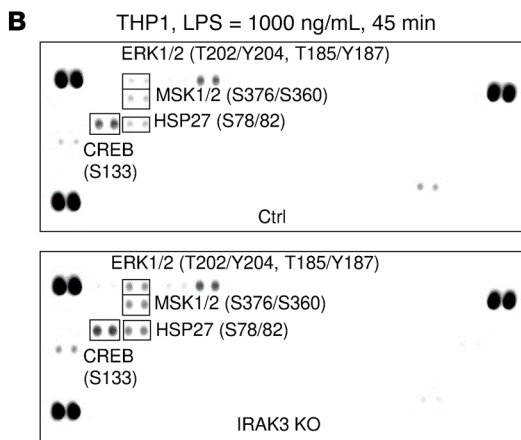 B
THP1, LPS = 1000 ng/mL, 45 min
ERK1/2 (T202/Y204, T185/Y187)
MSK1/2 (S376/S360)
HSP27 (S78/82)
CREB
(S133)
Ctrl
ERK1/2 (T202/Y204, T185/Y187)
MSK1/2 (S376/S360)
HSP27 (S78/82)
CREB
(S133)
IRAK3 KO